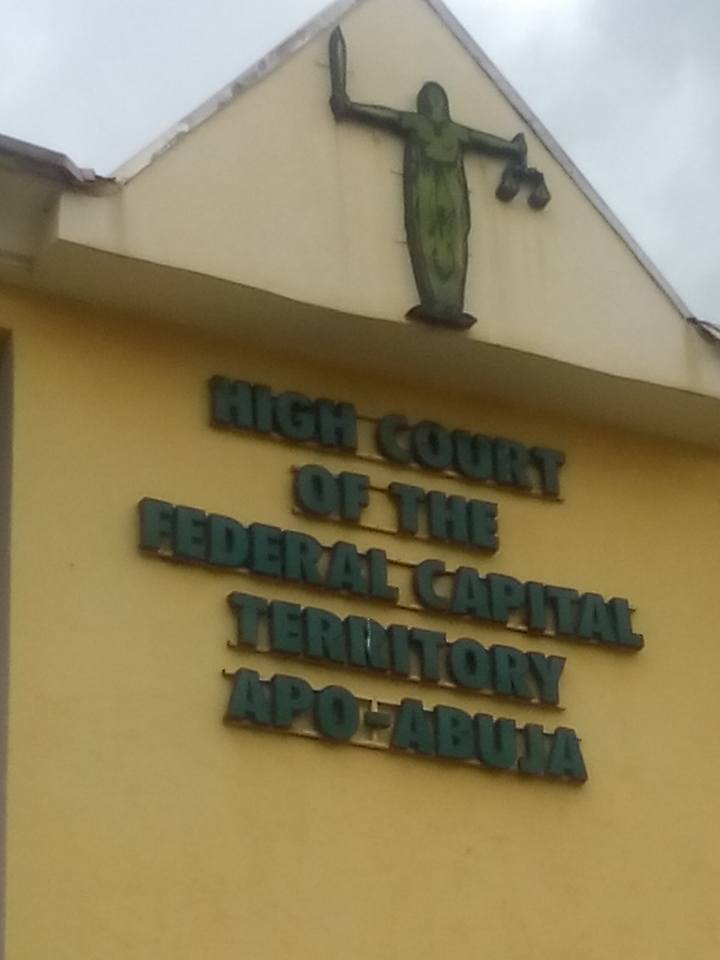 HIGH COURT
OF THE
FEDERAL CAPITAL
TERRITORY
APO-ABUJA